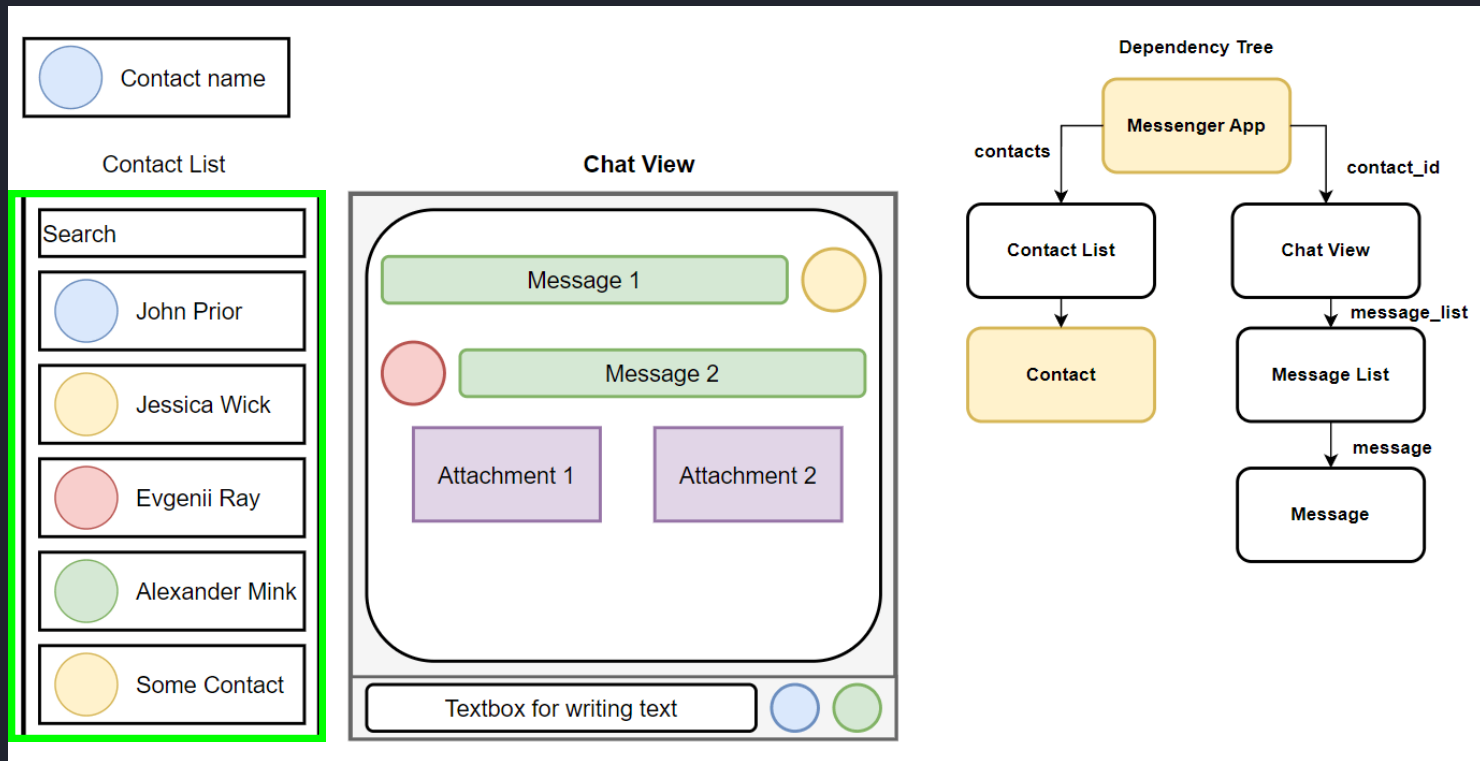 Contact name
Contact List
Search
John Prior
Jessica Wick
Evgenii Ray
Alexander Mink
Some Contact
Chat View
Message 1
Message 2
Attachment 1
Attachment 2
Textbox for writing text
Dependency Tree
Messenger App
contacts
contact_id
Contact List
Chat View
message_list
Contact
Message List
message
Message